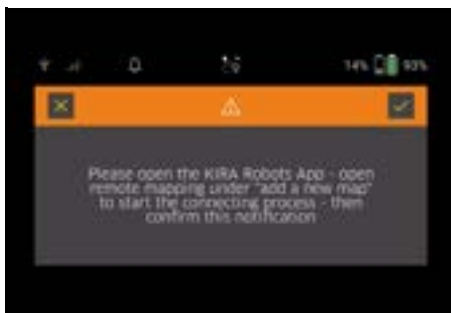 14% 93%
Please open the KIRA Robots App - open
remote mapping under "add a new map"
to start the connecting process - then
confirm this notification